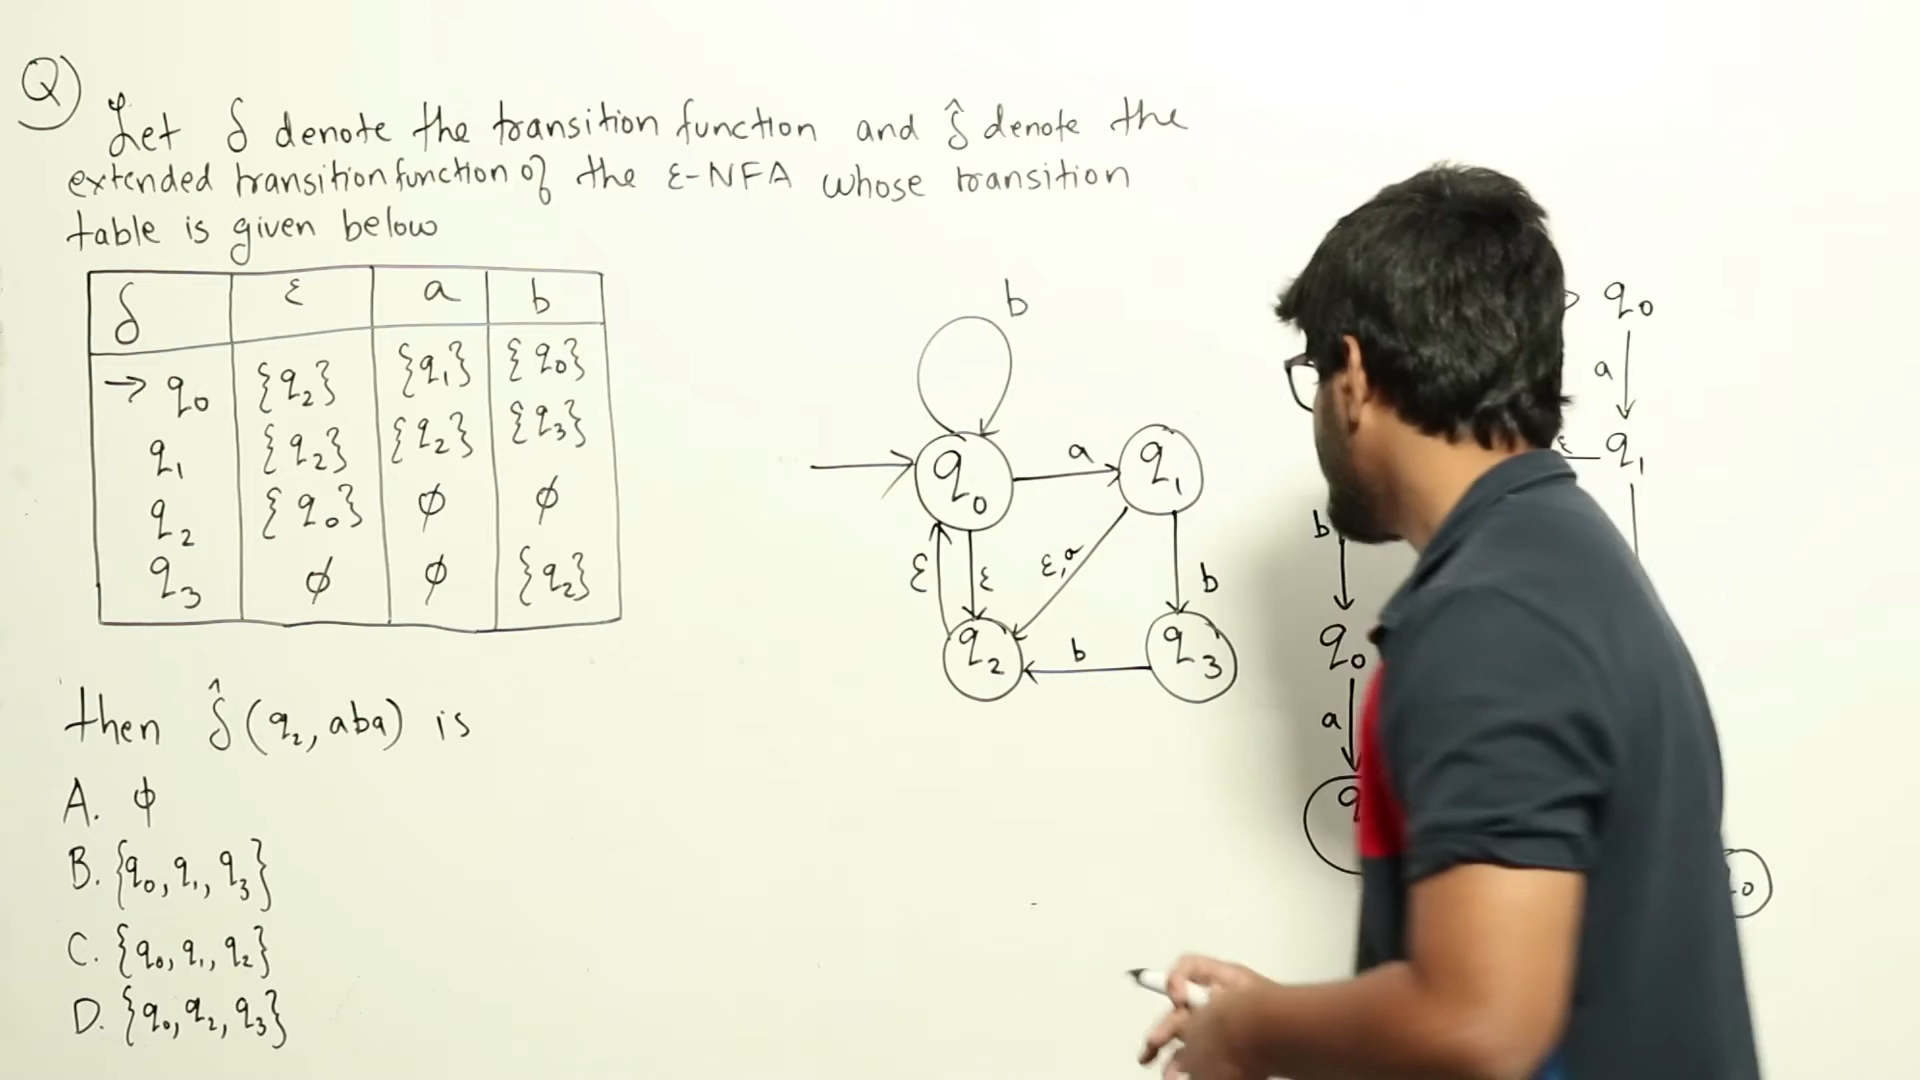 Q)
Let δ denote the transition function and δ̂ denote the
extended transition function of the ε-NFA whose transition
table is given below
δ ε a b
→ q₀ {q₂} {q₁} {q₀}
q₁ {q₂} {q₂} {q₃}
q₂ {q₀} ϕ ϕ
q₃ ϕ ϕ {q₂}
then δ̂(q₂, aba) is
A. ϕ
B. {q₀, q₁, q₃}
C. {q₀, q₁, q₂}
D. {q₀, q₂, q₃}
b
q₀ a q₁
ε ε ε,a b
q₂ b q₃
q₀
a
ε q₁
b
q₀
a